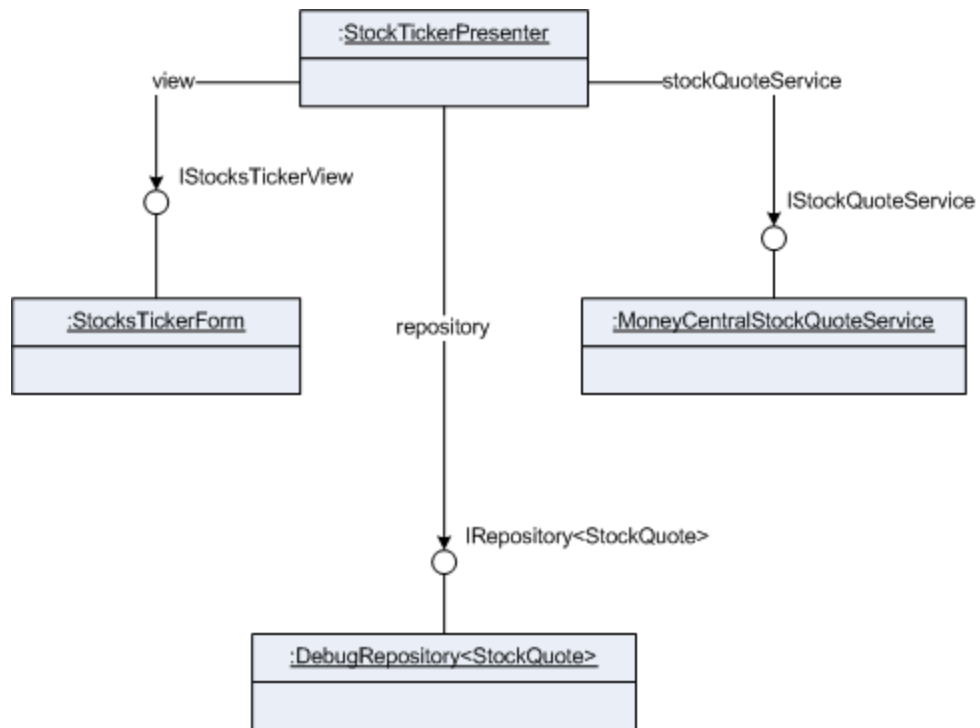 :StockTickerPresenter
view
stockQuoteService
IStocksTickerView
IStockQuoteService
:StocksTickerForm
repository
:MoneyCentralStockQuoteService
IRepository<StockQuote>
:DebugRepository<StockQuote>